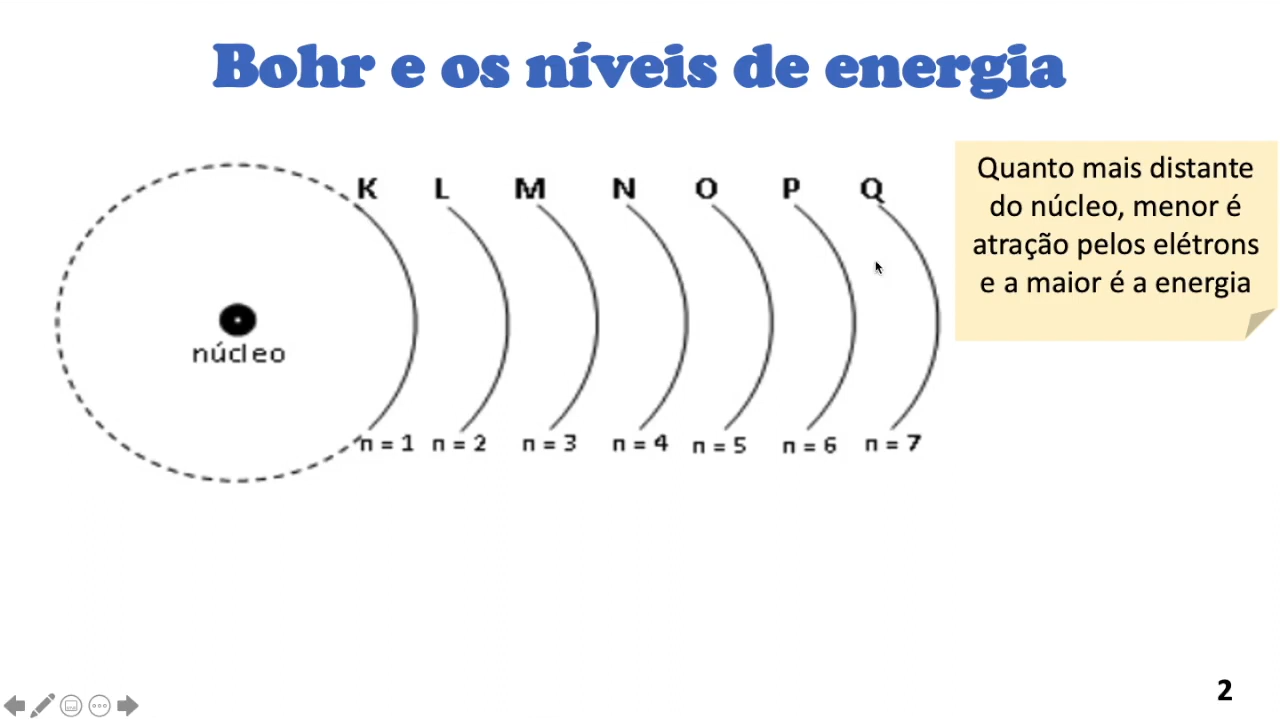 Bohr e os níveis de energia
K L M N O P Q
Quanto mais distante
do núcleo, menor é
atração pelos elétrons
e a maior é a energia
núcleo
n = 1 n = 2 n = 3 n = 4 n = 5 n = 6 n = 7
2